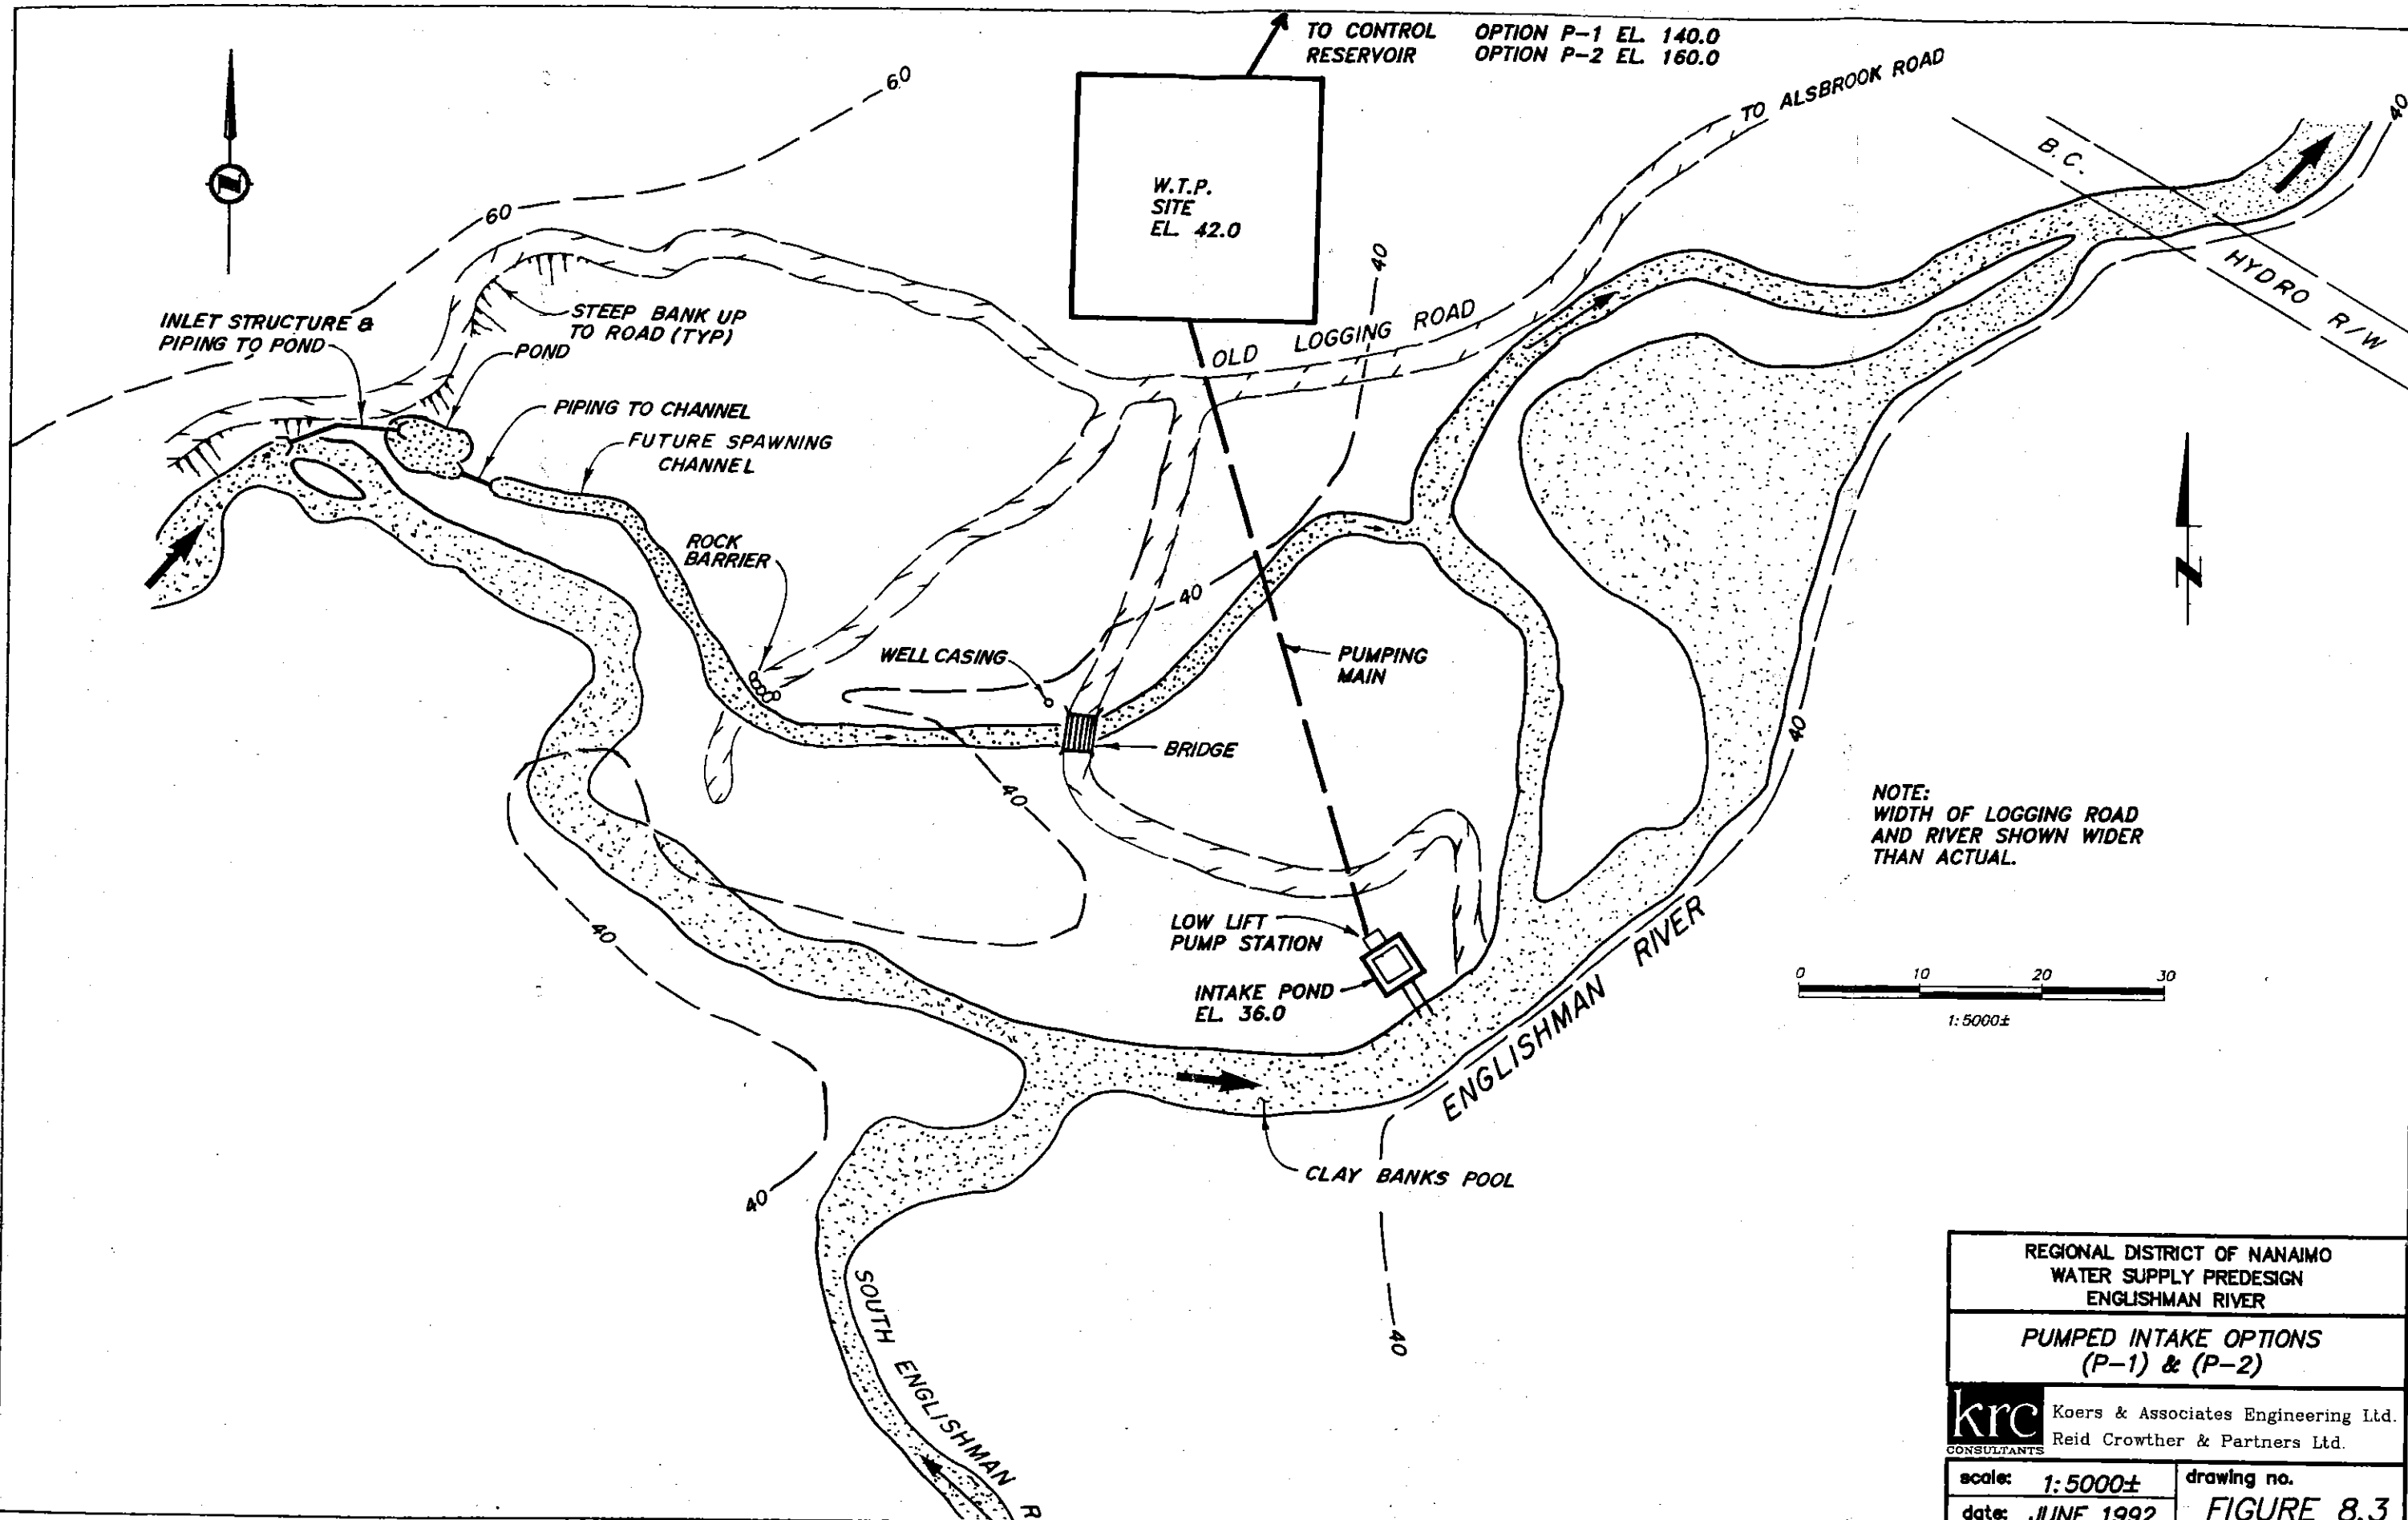 TO CONTROL OPTION P-1 EL. 140.0
RESERVOIR OPTION P-2 EL. 160.0
60
TO ALSBROOK ROAD
40
B.C.
HYDRO R/W
W.T.P.
SITE
EL. 42.0
60
40
INLET STRUCTURE &
PIPING TO POND
STEEP BANK UP
TO ROAD (TYP)
POND
OLD LOGGING ROAD
PIPING TO CHANNEL
FUTURE SPAWNING
CHANNEL
N
ROCK
BARRIER
40
N
WELL CASING
PUMPING
MAIN
BRIDGE
40
40
NOTE:
WIDTH OF LOGGING ROAD
AND RIVER SHOWN WIDER
THAN ACTUAL.
40
LOW LIFT
PUMP STATION
INTAKE POND
EL. 36.0
ENGLISHMAN RIVER
0 10 20 30
1:5000±
CLAY BANKS POOL
40
40
SOUTH ENGLISHMAN R
REGIONAL DISTRICT OF NANAIMO
WATER SUPPLY PREDESIGN
ENGLISHMAN RIVER
PUMPED INTAKE OPTIONS
(P-1) & (P-2)
krc
CONSULTANTS
Koers & Associates Engineering Ltd.
Reid Crowther & Partners Ltd.
scale: 1:5000±
drawing no.
date: JUNE 1992
FIGURE 8.3